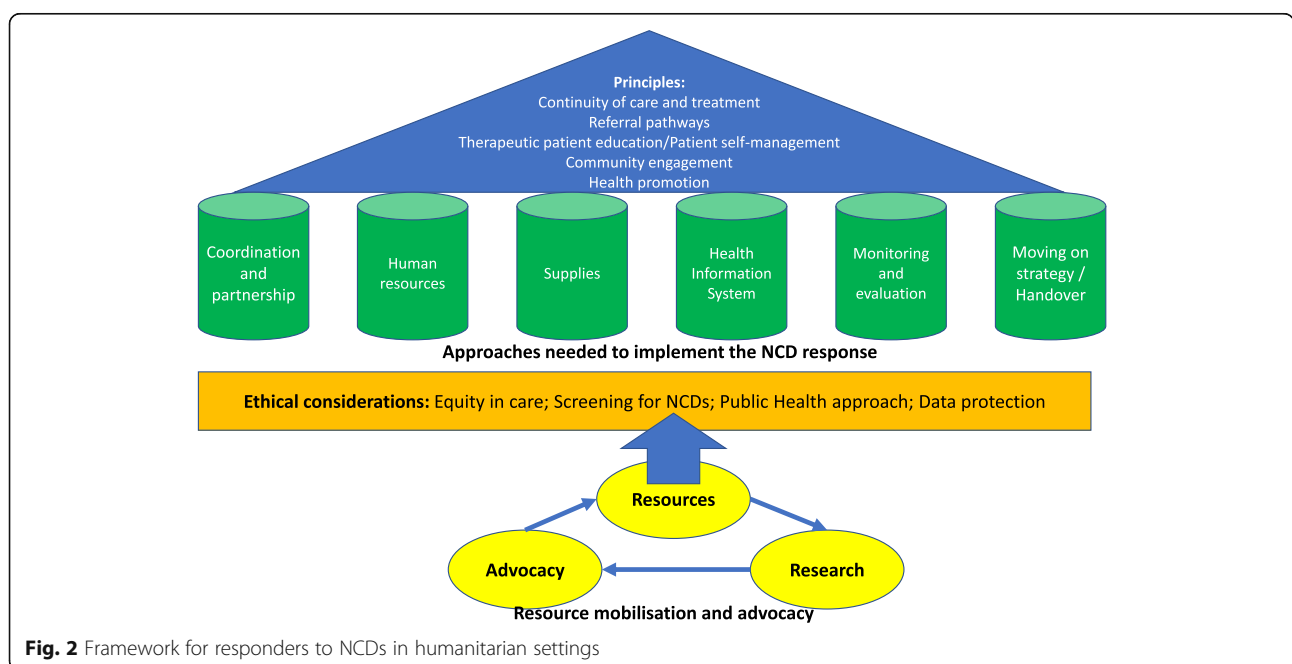 Principles:
Continuity of care and treatment
Referral pathways
Therapeutic patient education/Patient self-management
Community engagement
Health promotion
Coordination
and
partnership
Human
resources
Supplies
Health
Information
System
Monitoring
and
evaluation
Moving on
strategy /
Handover
Approaches needed to implement the NCD response
Ethical considerations: Equity in care; Screening for NCDs; Public Health approach; Data protection
Resources
Advocacy
Research
Resource mobilisation and advocacy
Fig. 2 Framework for responders to NCDs in humanitarian settings